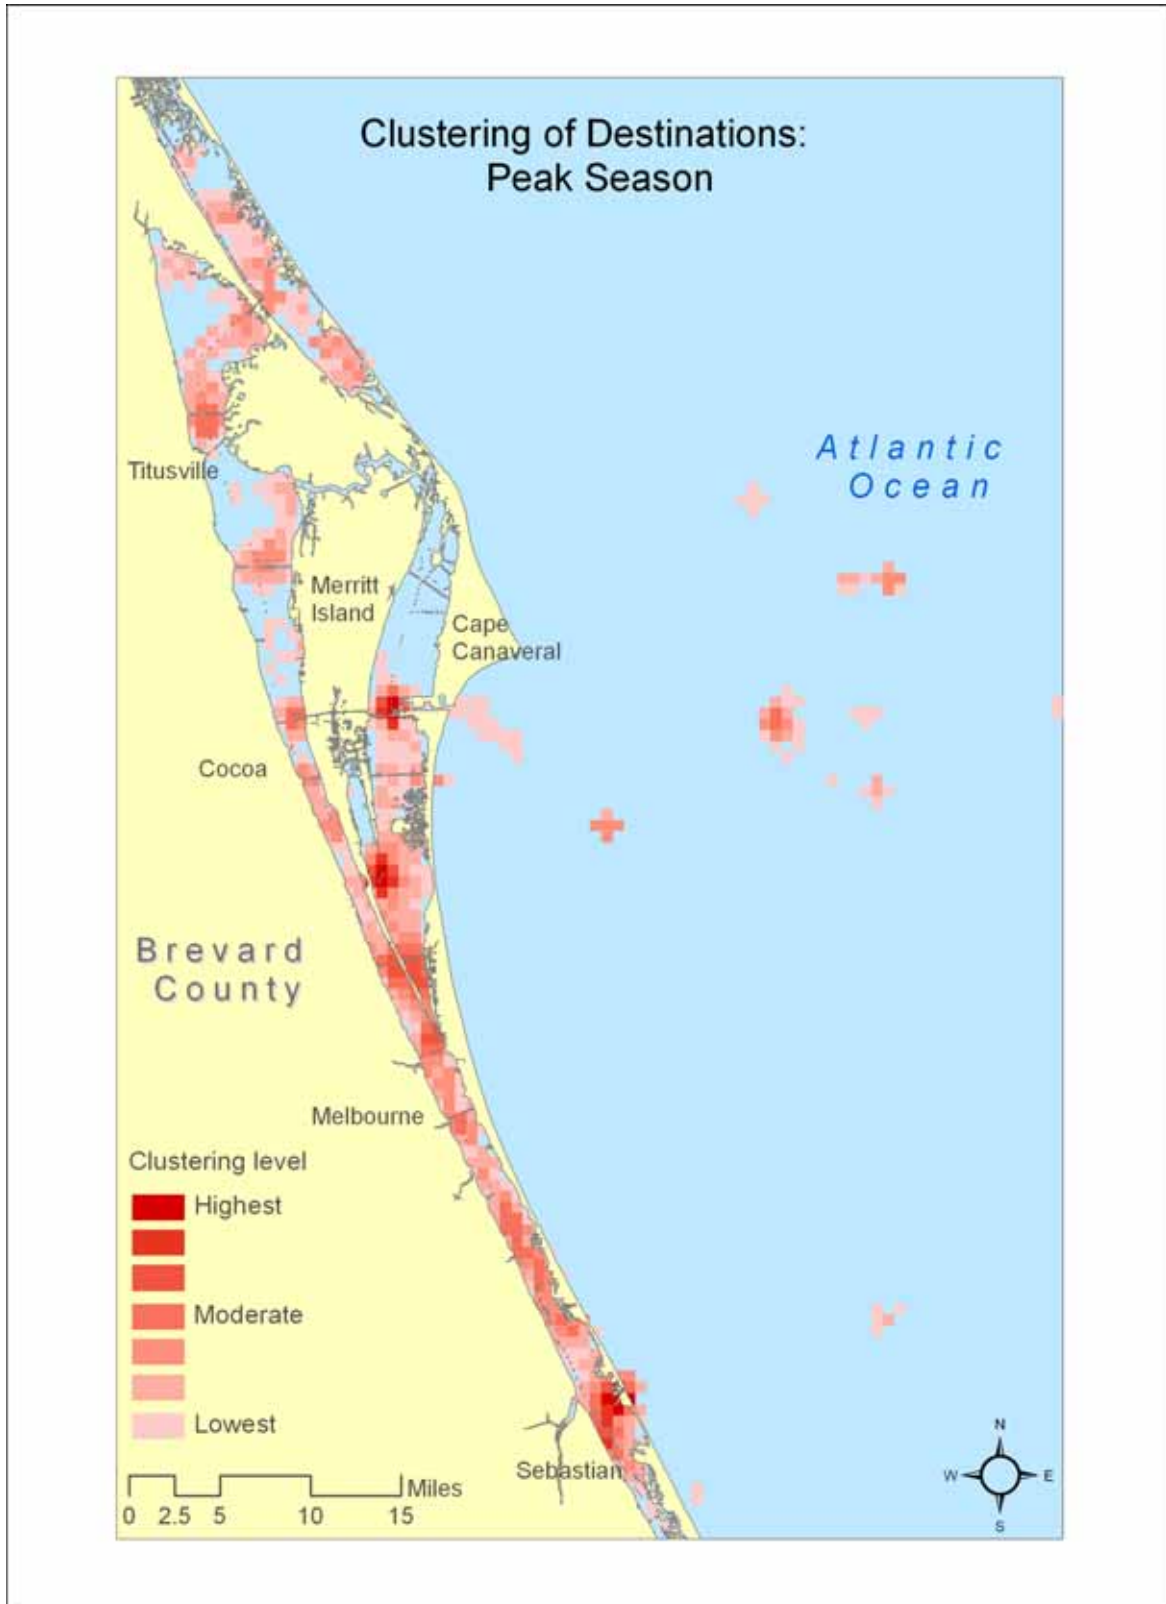 Clustering of Destinations:
Peak Season
Atlantic
Ocean
Titusville
Merritt
Island
Cape
Canaveral
Cocoa
Brevard
County
Melbourne
Clustering level
Highest
Moderate
Lowest
Sebastian
Miles
0 2.5 5 10 15
N
W E
S